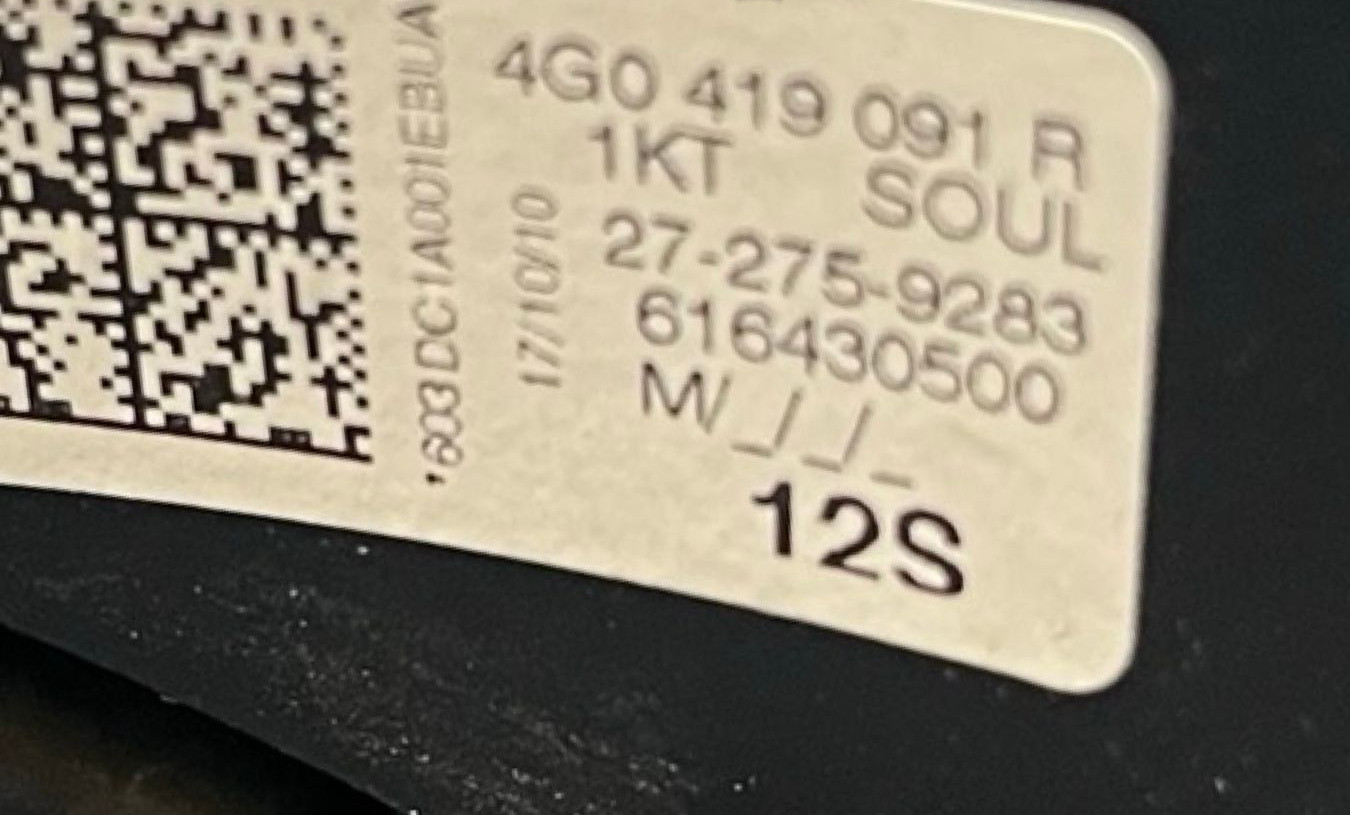 4G0 419 091 R
1KT SOUL
27-275-9283
616430500
M/_/_/_
12S
17/10/10
'603DC1A001EBUA